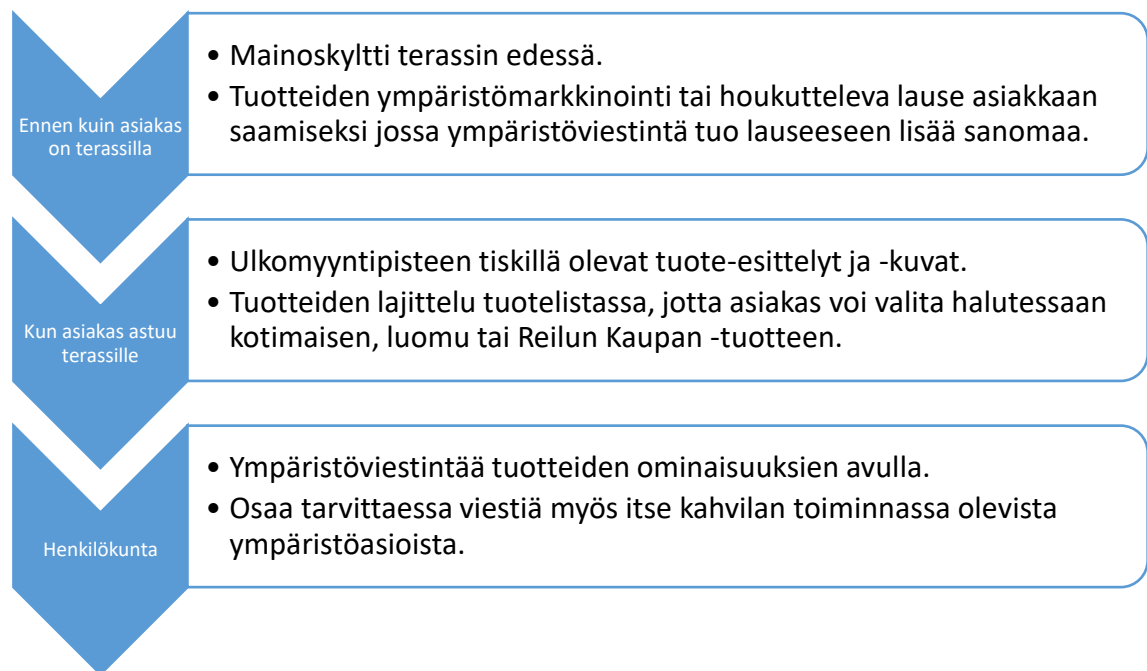 Ennen kuin asiakas
on terassilla
• Mainoskyltti terassin edessä.
• Tuotteiden ympäristömarkkinointi tai houkutteleva lause asiakkaan
saamiseksi jossa ympäristöviestintä tuo lauseeseen lisää sanomaa.
Kun asiakas astuu
terassille
• Ulkomyyntipisteen tiskillä olevat tuote-esittelyt ja -kuvat.
• Tuotteiden lajittelu tuotelistassa, jotta asiakas voi valita halutessaan
kotimaisen, luomu tai Reilun Kaupan -tuotteen.
Henkilökunta
• Ympäristöviestintää tuotteiden ominaisuuksien avulla.
• Osaa tarvittaessa viestiä myös itse kahvilan toiminnassa olevista
ympäristöasioista.